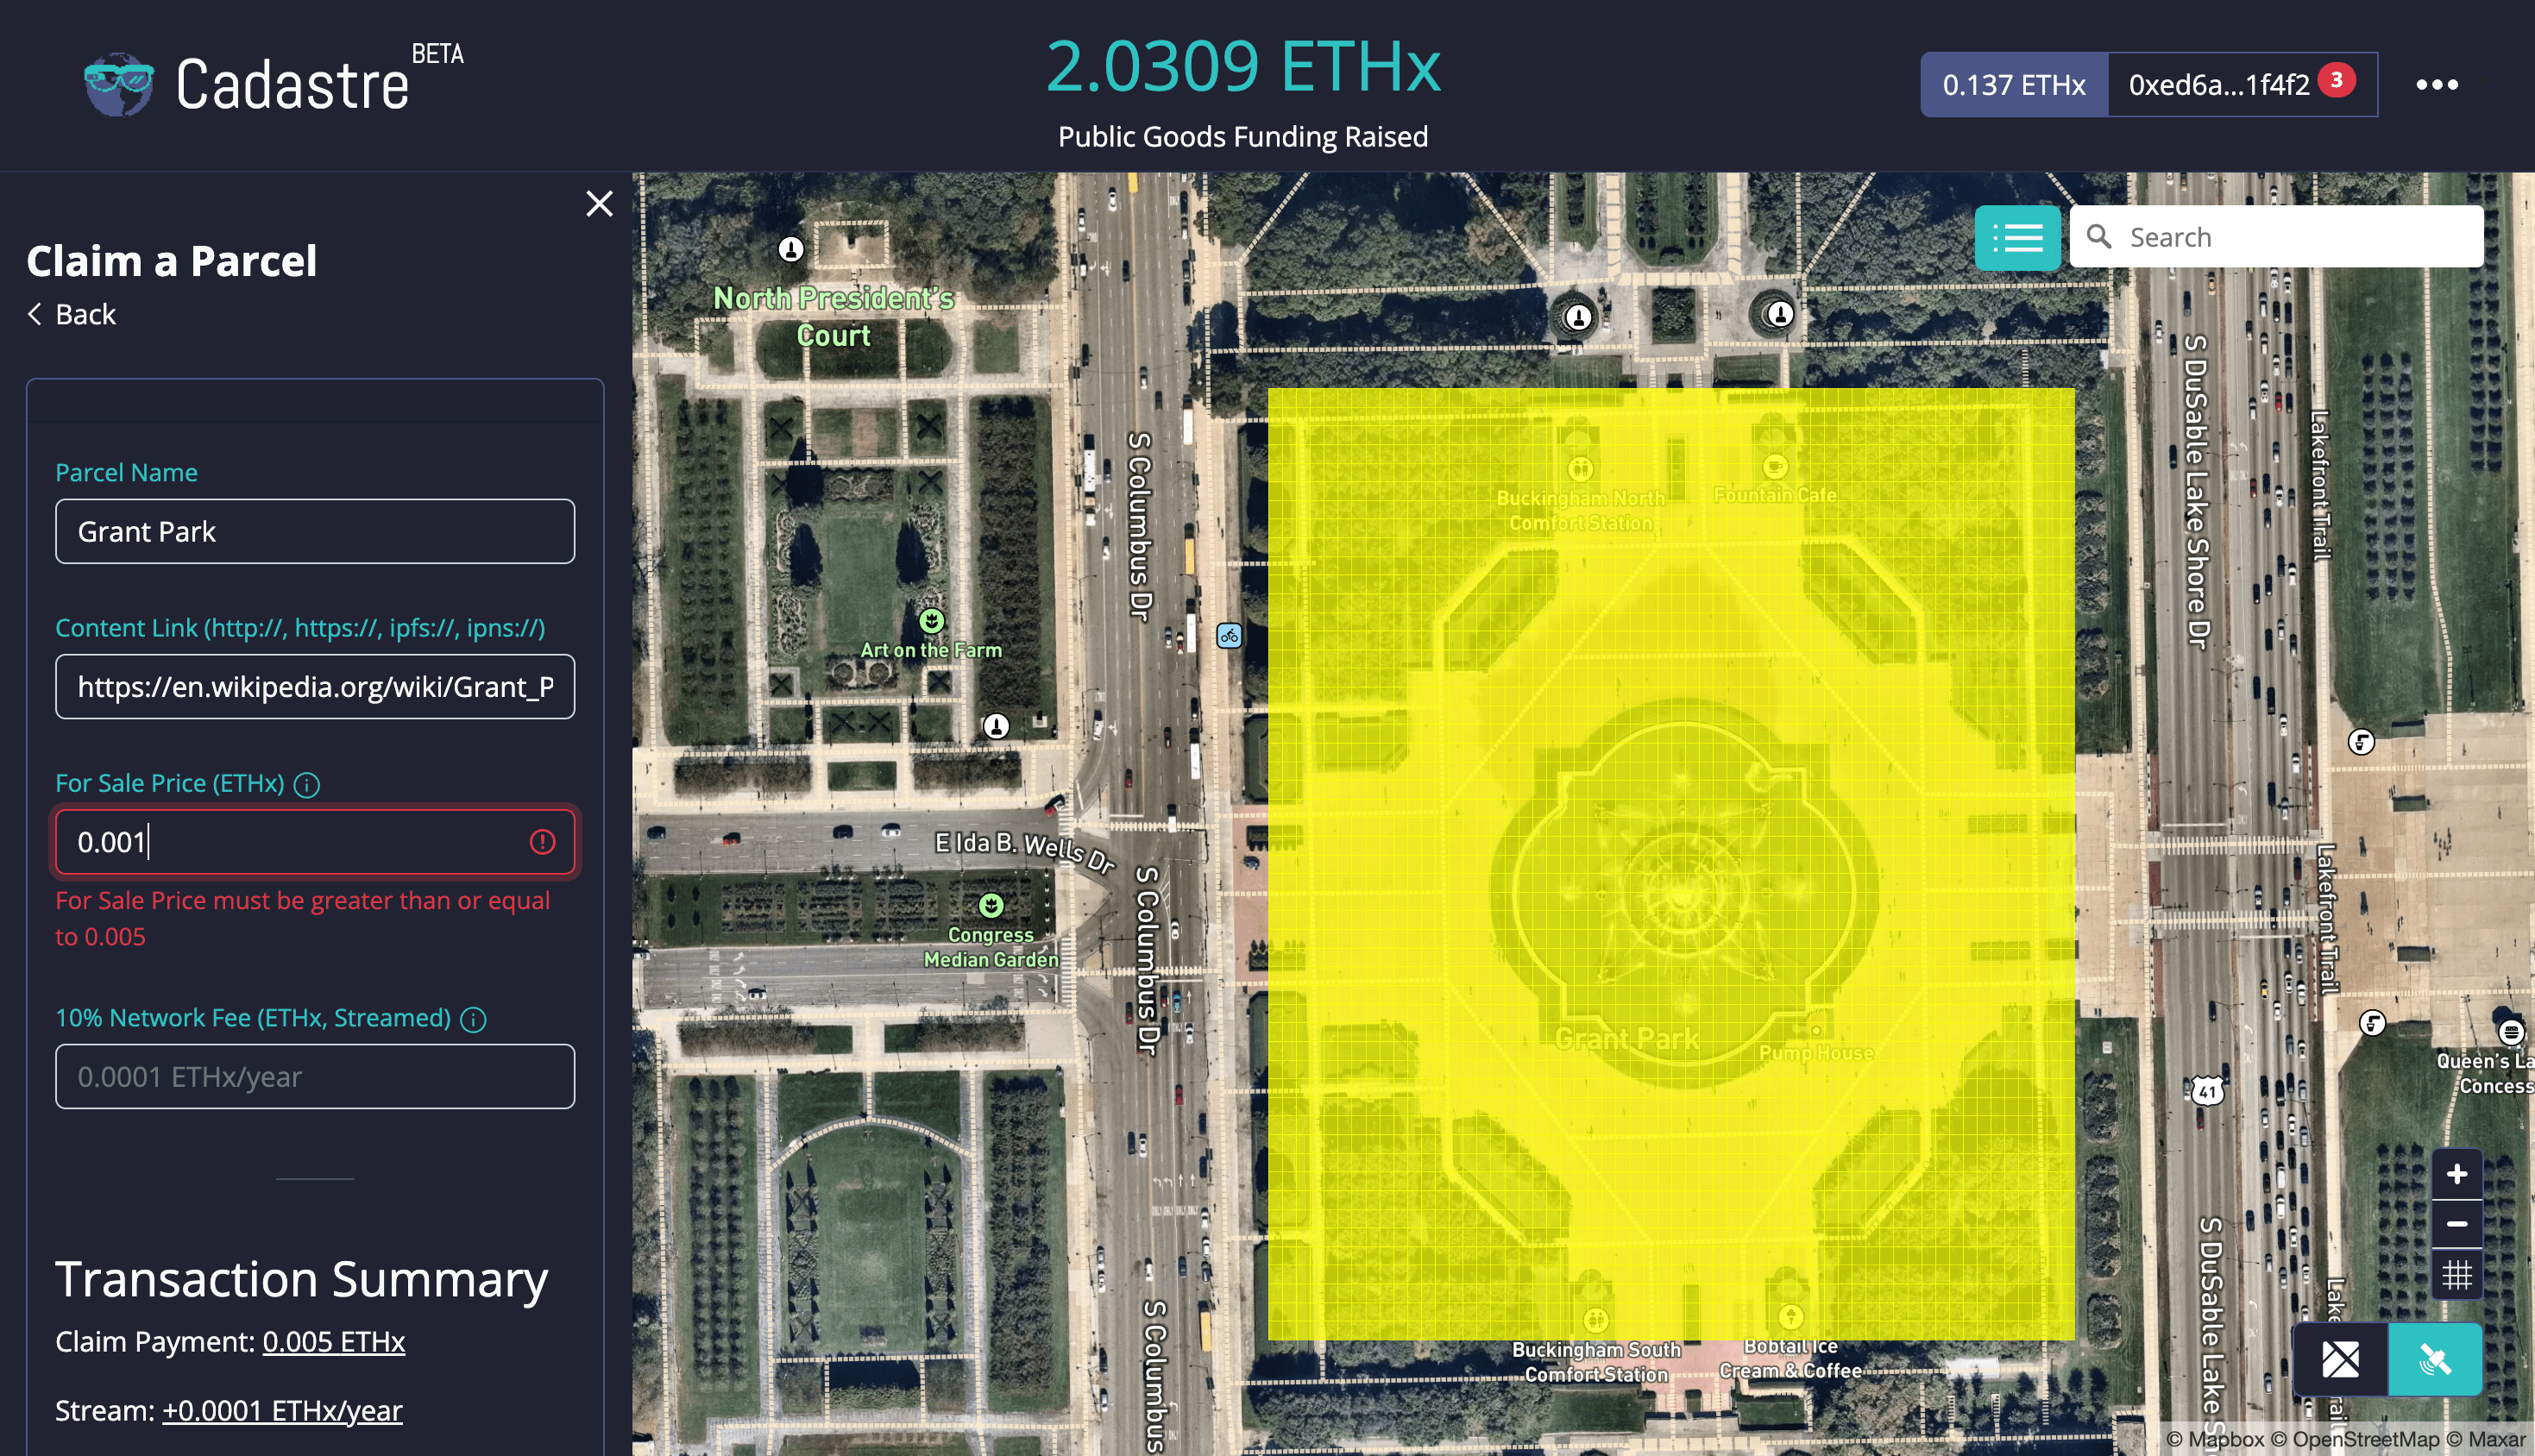 Cadastre BETA
2.0309 ETHx
Public Goods Funding Raised
0.137 ETHx
0xed6a...1f4f2
3
Claim a Parcel
Back
Parcel Name
Grant Park
Content Link (http://, https://, ipfs://, ipns://)
https://en.wikipedia.org/wiki/Grant_P
For Sale Price (ETHx)
0.001
For Sale Price must be greater than or equal
to 0.005
10% Network Fee (ETHx, Streamed)
0.0001 ETHx/year
Transaction Summary
Claim Payment: 0.005 ETHx
Stream: +0.0001 ETHx/year
Search
North President's
Court
S Columbus Dr
Art on the Farm
E Ida B. Wells Dr
Congress
Median Garden
S Columbus Dr
S Columbus
Buckingham North
Comfort Station
Fountain Cafe
Grant Park
Pump House
Buckingham South
Comfort Station
Bobtail Ice
Cream & Coffee
S DuSable Lake Shore Dr
Lakefront Trail
Lakefront Trail
41
Queen's La
Concess
S DuSable Lake S
© Mapbox © OpenStreetMap © Maxar